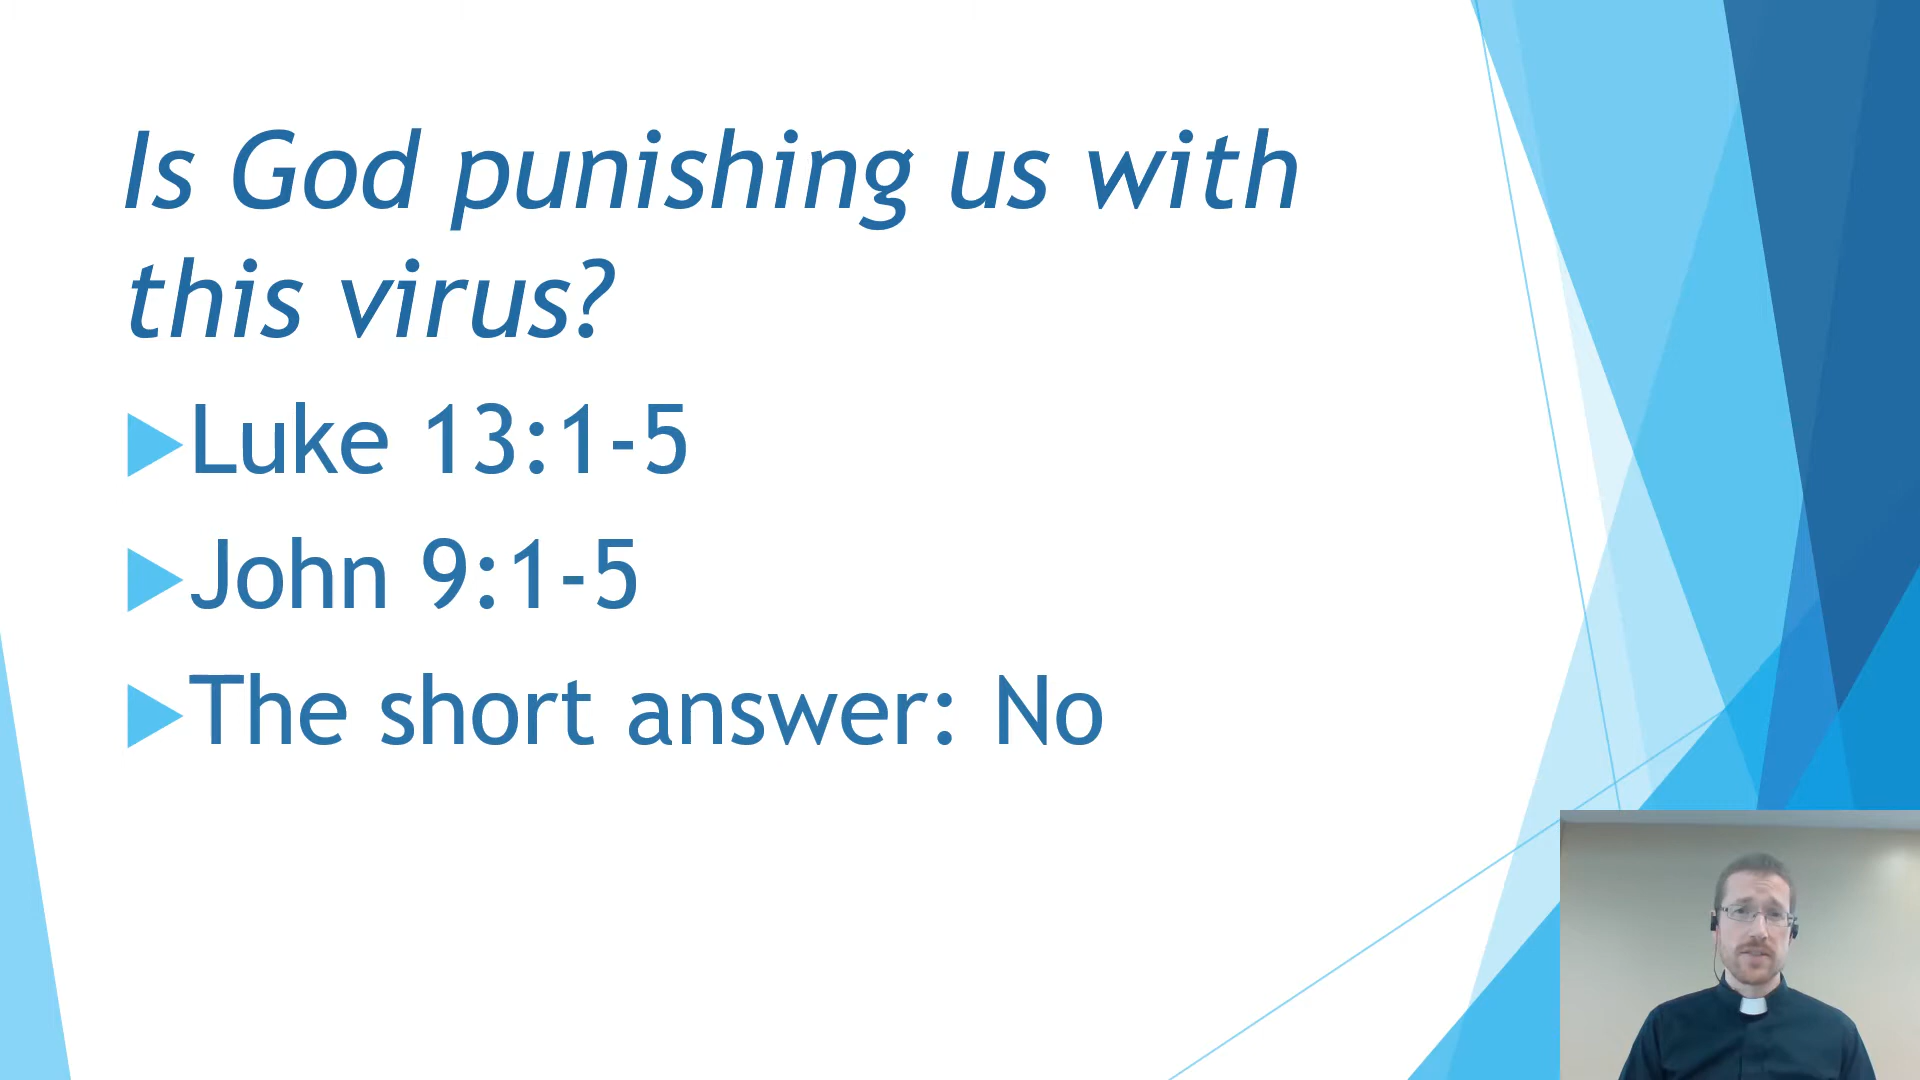 Is God punishing us with
this virus?
Luke 13:1-5
John 9:1-5
The short answer: No